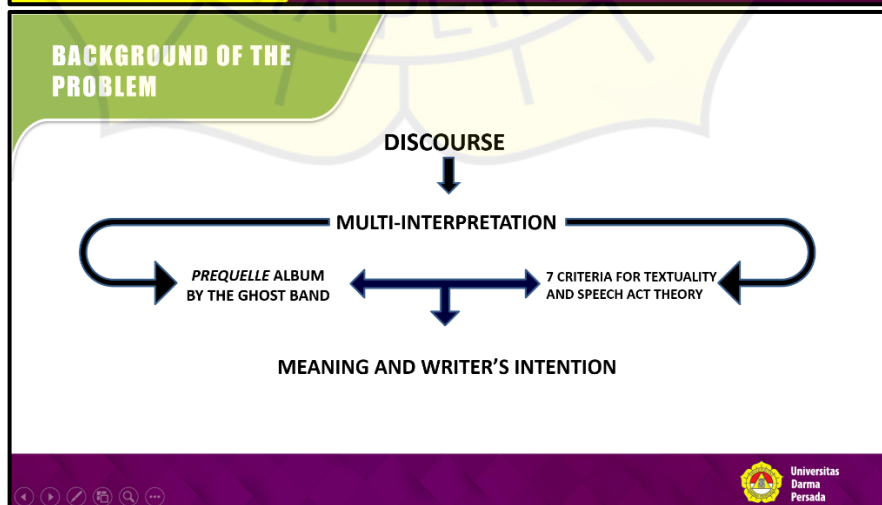 BACKGROUND OF THE
PROBLEM
DISCOURSE
MULTI-INTERPRETATION
PREQUELLE ALBUM
BY THE GHOST BAND
7 CRITERIA FOR TEXTUALITY
AND SPEECH ACT THEORY
MEANING AND WRITER'S INTENTION
Universitas
Darma
Persada